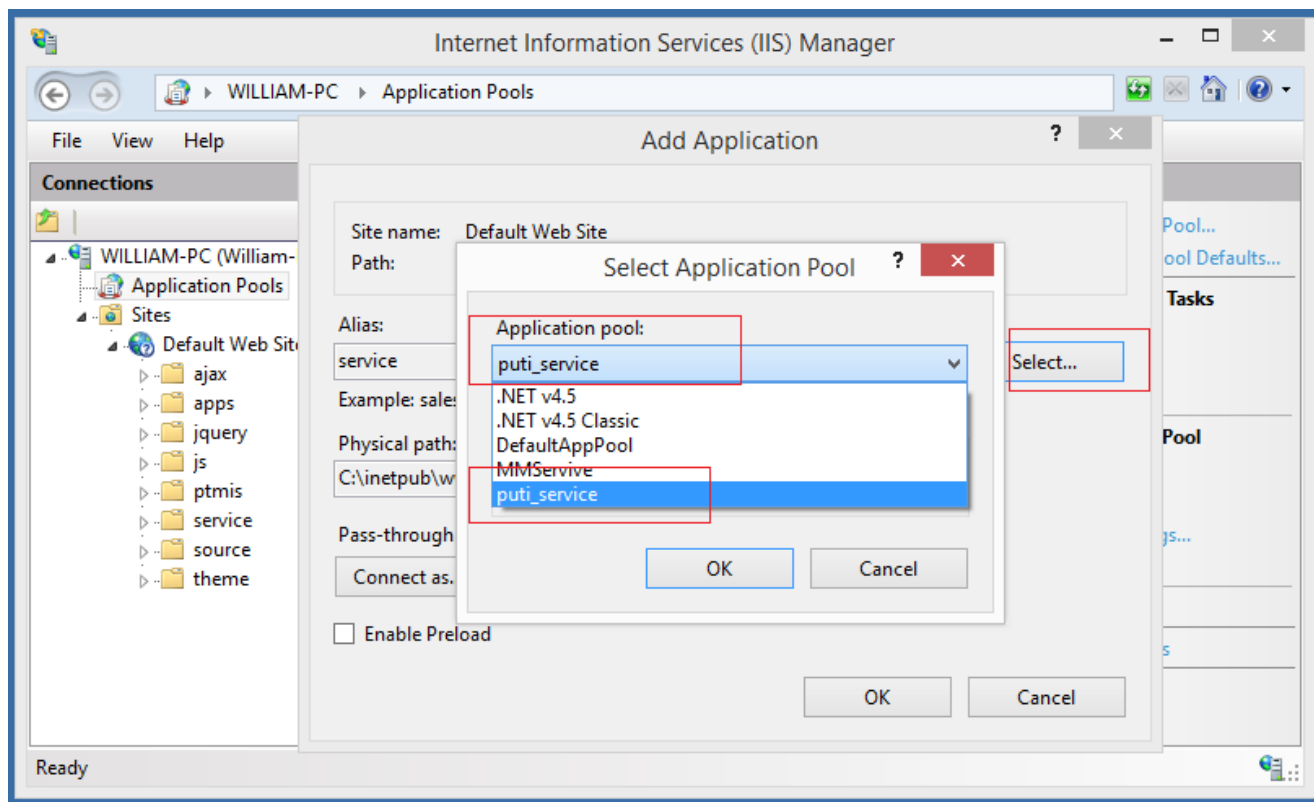 Internet Information Services (IIS) Manager
WILLIAM-PC Application Pools
File View Help
Add Application ?
Connections
Site name: Default Web Site
Pool...
WILLIAM-PC (William-
Path:
Select Application Pool ?
ool Defaults...
Application Pools
Tasks
Sites
Alias:
Application pool:
Default Web Site
service
puti_service
Select...
ajax
.NET v4.5
apps
Example: sales
.NET v4.5 Classic
jquery
Physical path:
DefaultAppPool
Pool
js
MMServive
ptmis
C:\inetpub\w
puti_service
service
Pass-through
gs...
source
theme
Connect as.
OK Cancel
Enable Preload
s
OK Cancel
Ready